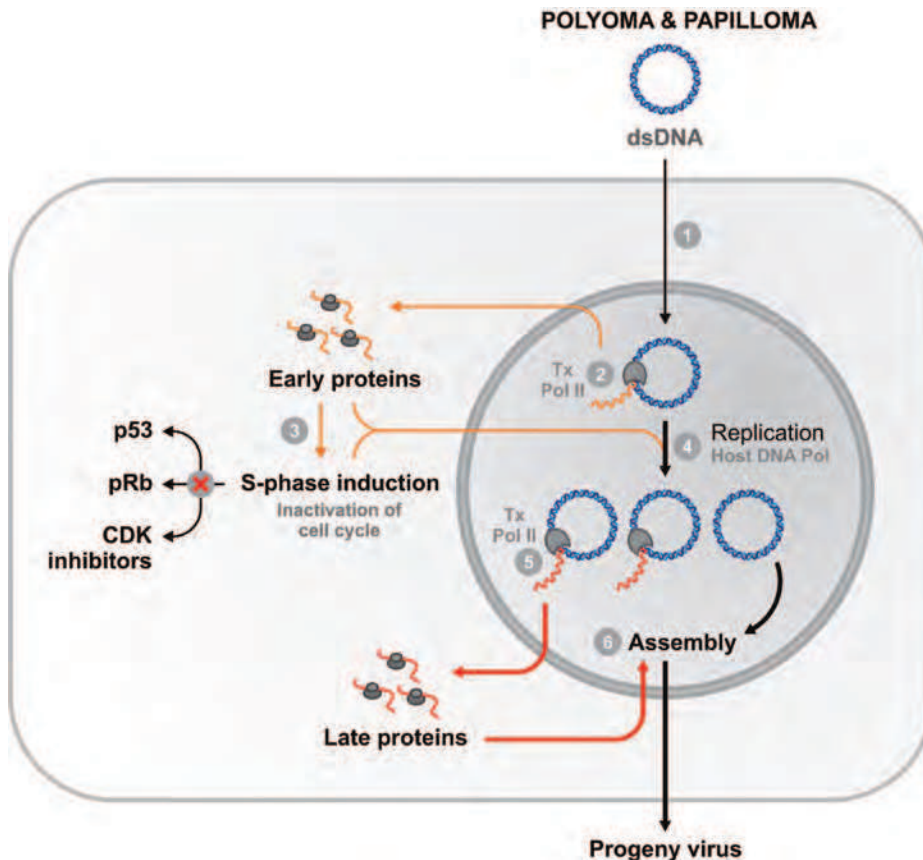 POLYOMA & PAPILLOMA
dsDNA
1
Early proteins
Tx
Pol II
2
3
4
Replication
Host DNA Pol
p53
pRb
CDK
inhibitors
S-phase induction
Inactivation of
cell cycle
Tx
Pol II
5
6
Assembly
Late proteins
Progeny virus